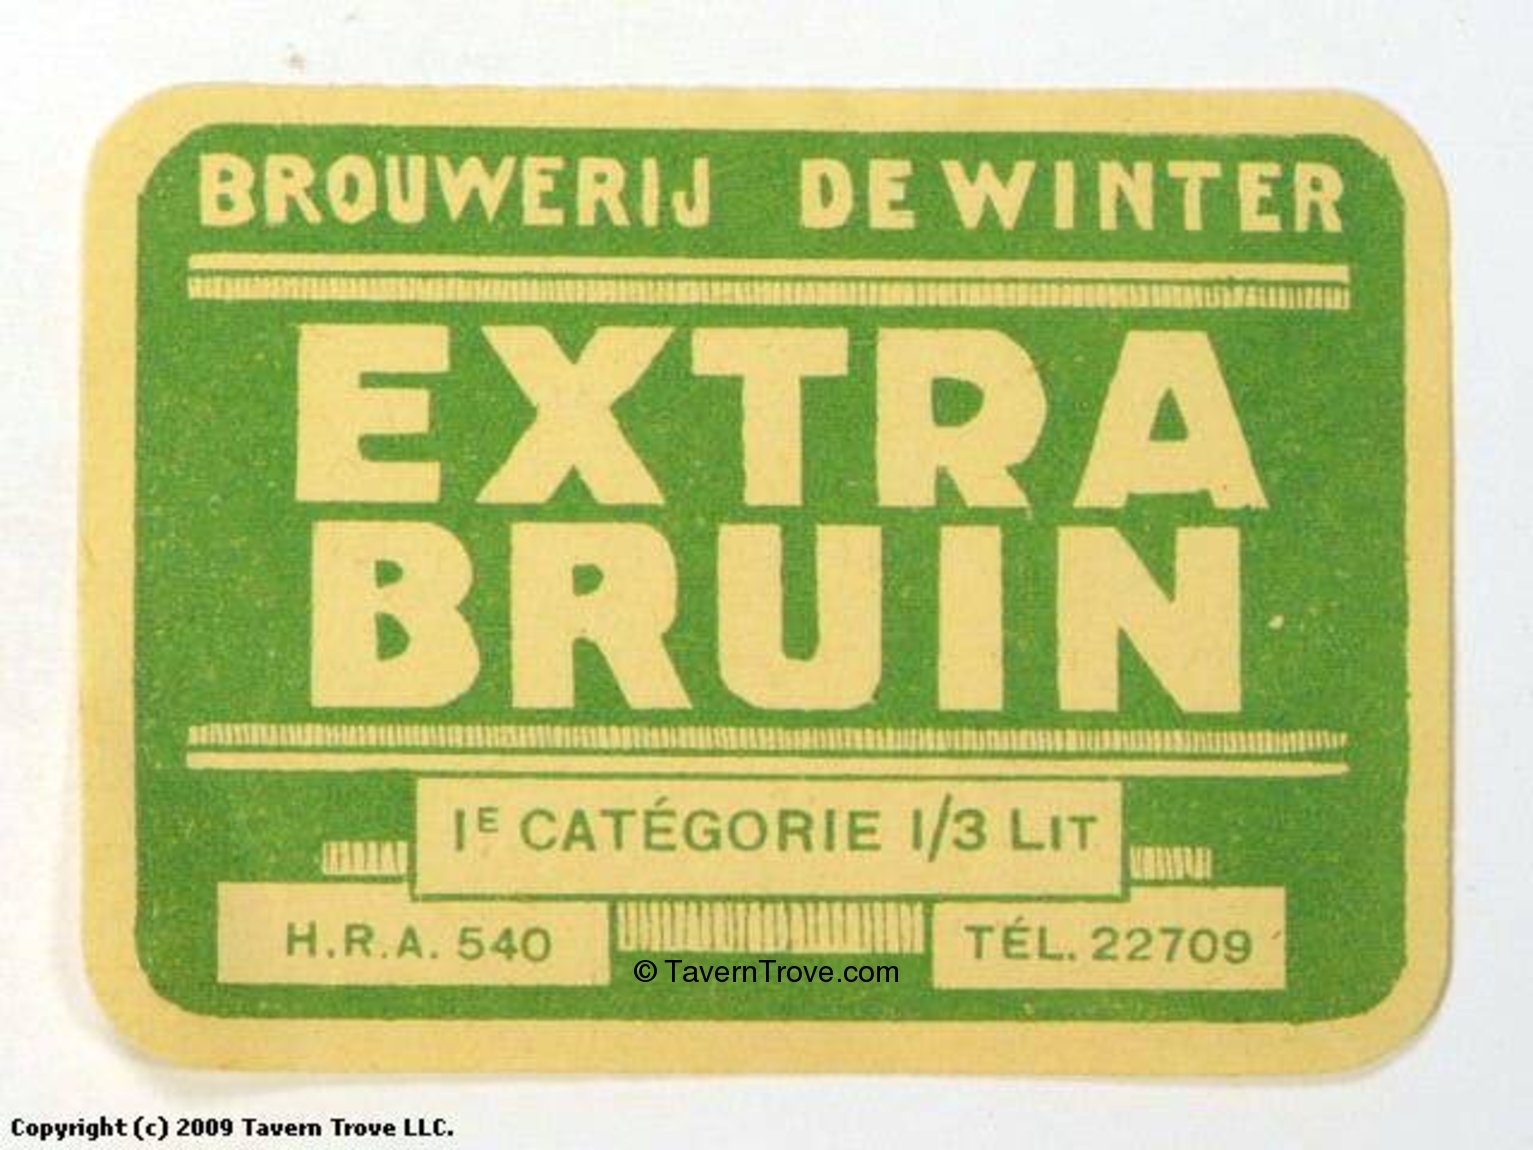 BROUWERIJ DE WINTER
EXTRA
BRUIN
1E CATÉGORIE 1/3 LIT
H.R.A. 540
TÉL. 22709
© TavernTrove.com
Copyright (c) 2009 Tavern Trove LLC.